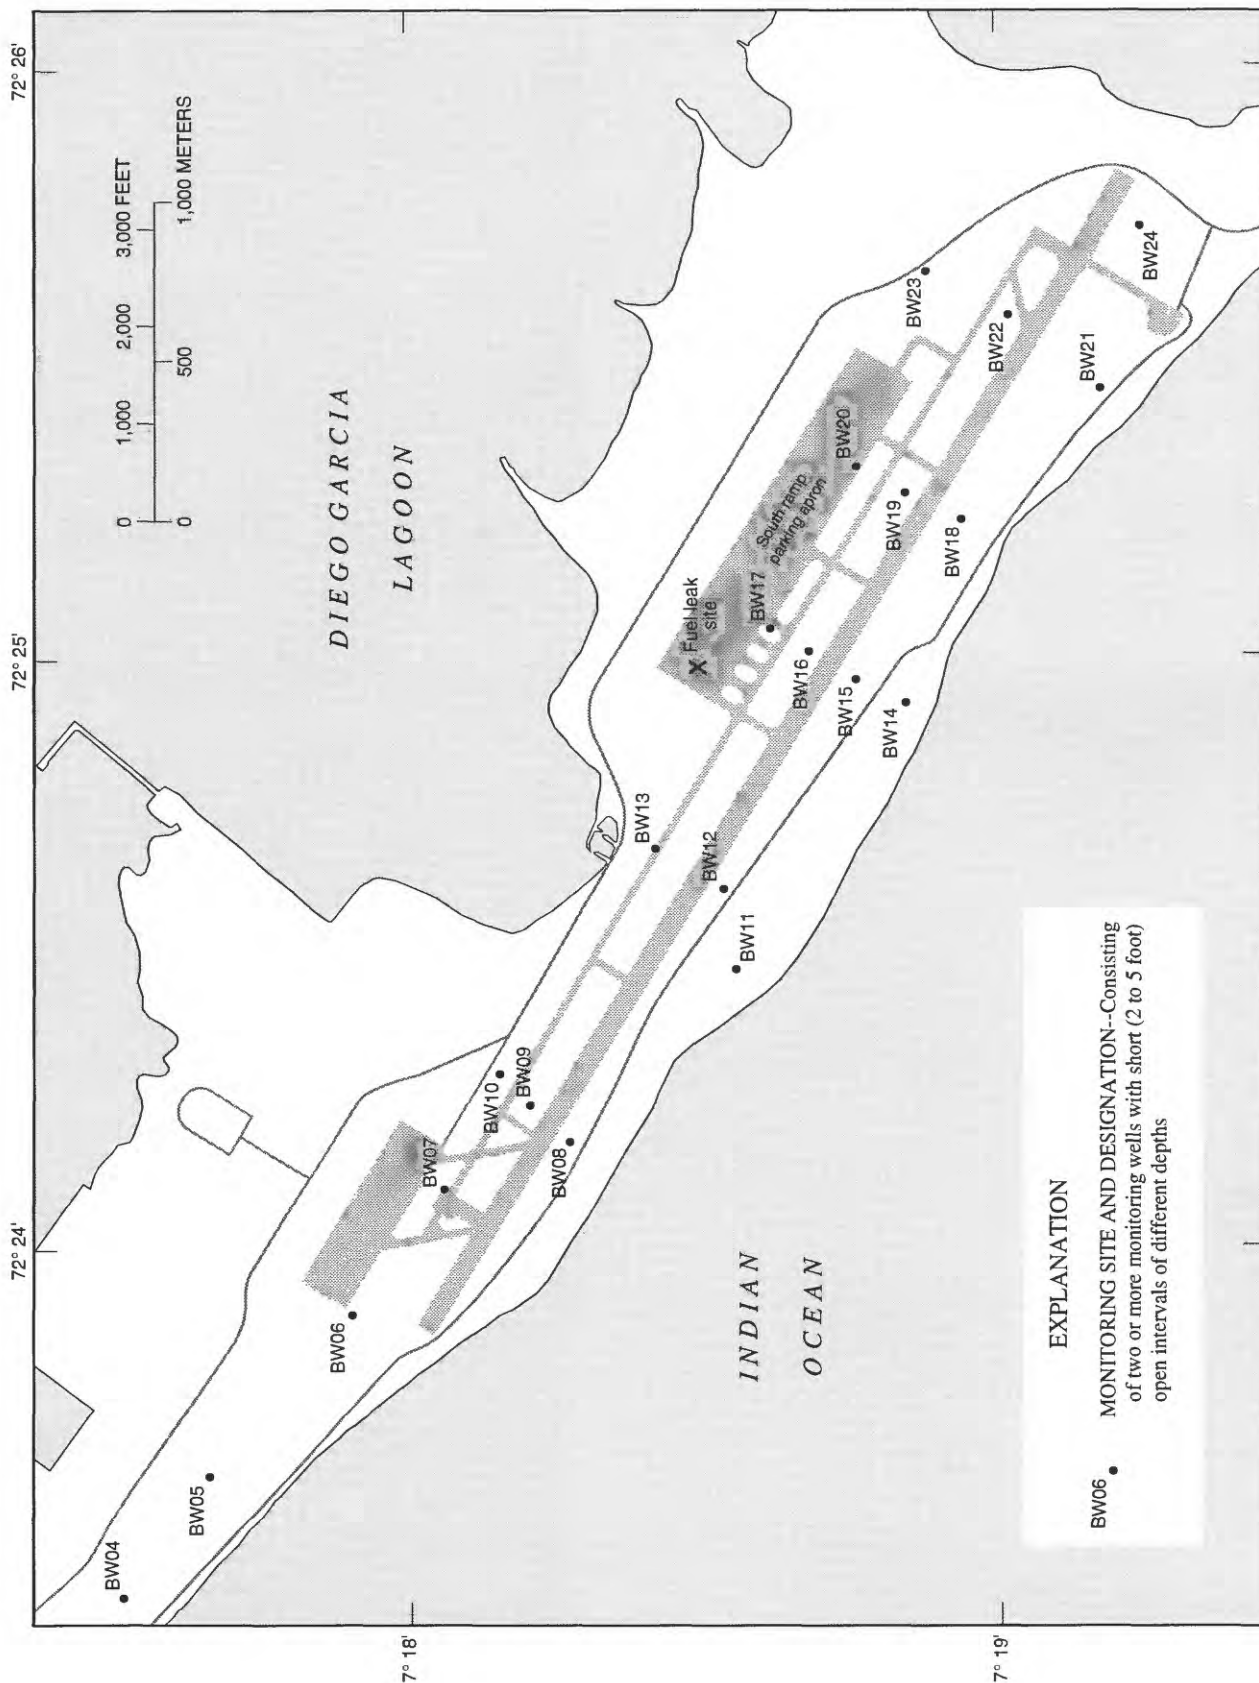 72° 24'
72° 25'
72° 26'
7° 18'
7° 19'
0 1,000 2,000 3,000 FEET
0 500 1,000 METERS
DIEGO GARCIA
LAGOON
INDIAN
OCEAN
BW04
BW05
BW06
BW07
BW08
BW09
BW10
BW11
BW12
BW13
Fuel leak
site
X
South ramp
parking apron
BW14
BW15
BW16
BW17
BW18
BW19
BW20
BW21
BW22
BW23
BW24
EXPLANATION
BW06
MONITORING SITE AND DESIGNATION--Consisting
of two or more monitoring wells with short (2 to 5 foot)
open intervals of different depths